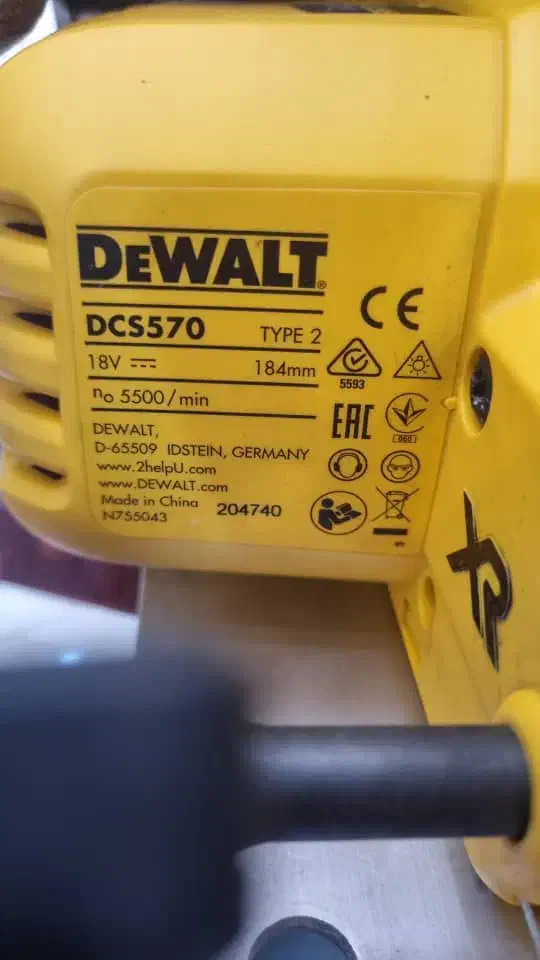 DEWALT®
DCS570 TYPE 2
18V 184mm
n₀ 5500/min
DEWALT,
D-65509 IDSTEIN, GERMANY
www.2helpU.com
www.DEWALT.com
Made in China 204740
N755043
CE
5593
EAC
060
XR